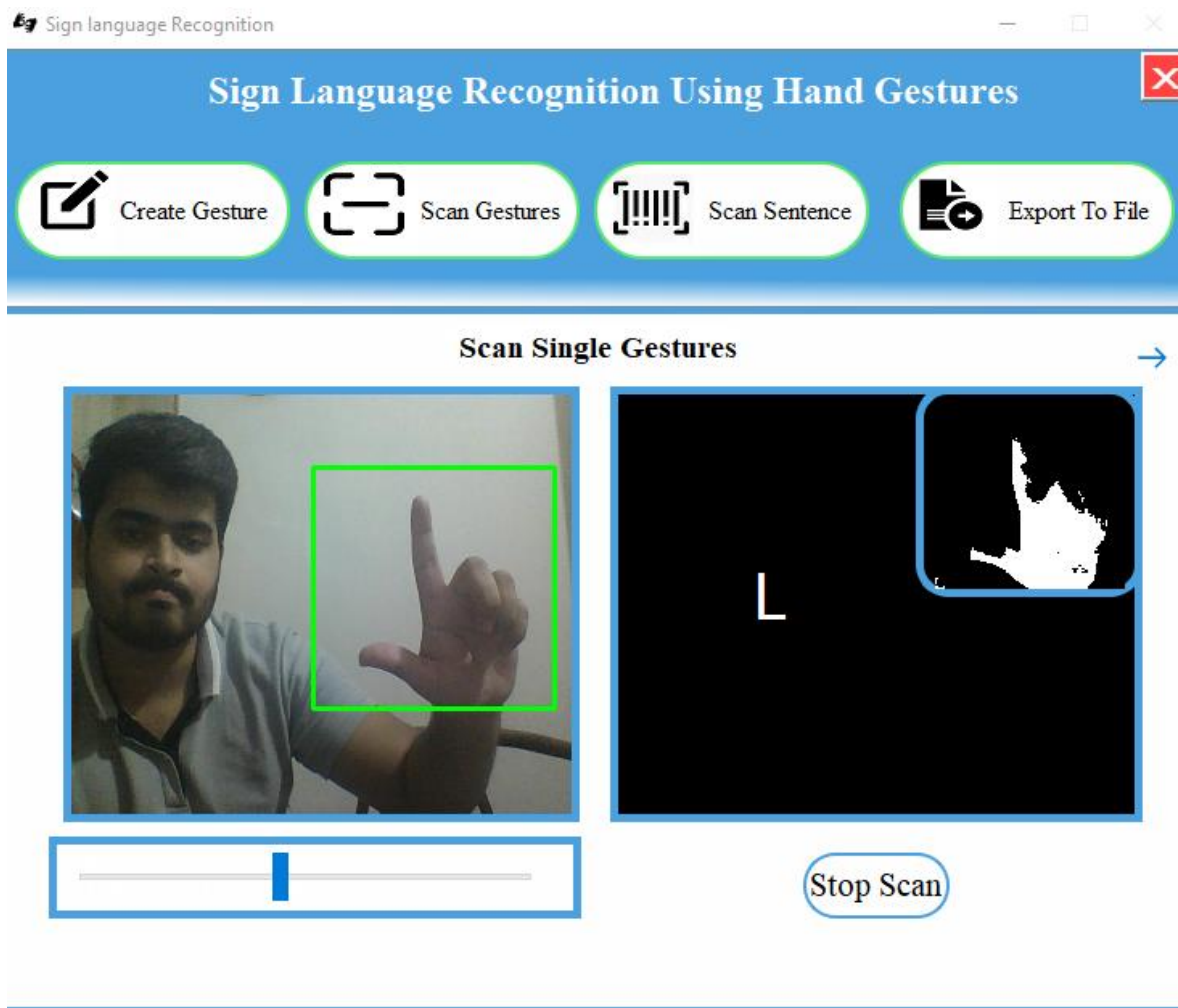 Sign language Recognition
Sign Language Recognition Using Hand Gestures
Create Gesture
Scan Gestures
Scan Sentence
Export To File
Scan Single Gestures
L
Stop Scan